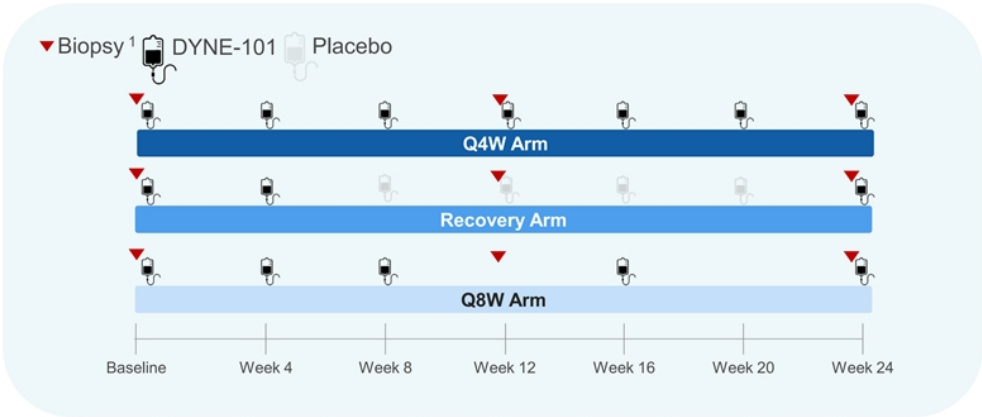 Biopsy 1 DYNE-101 Placebo
Q4W Arm
Recovery Arm
Q8W Arm
Baseline Week 4 Week 8 Week 12 Week 16 Week 20 Week 24